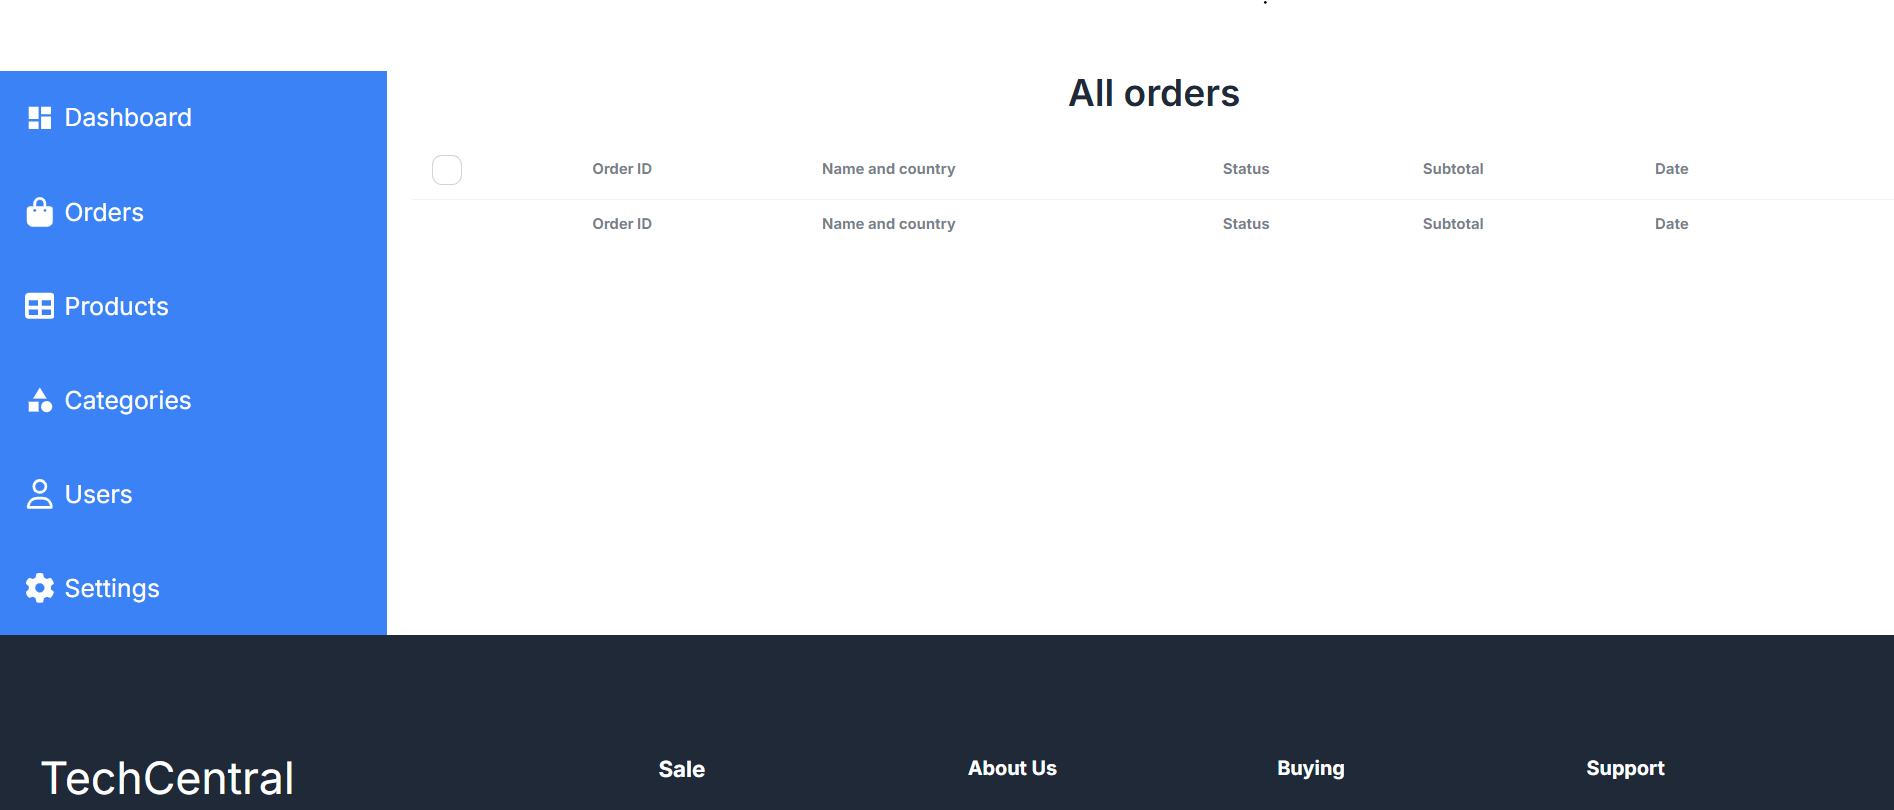 All orders
Dashboard
Order ID Name and country Status Subtotal Date
Orders
Order ID Name and country Status Subtotal Date
Products
Categories
Users
Settings
TechCentral
Sale
About Us
Buying
Support